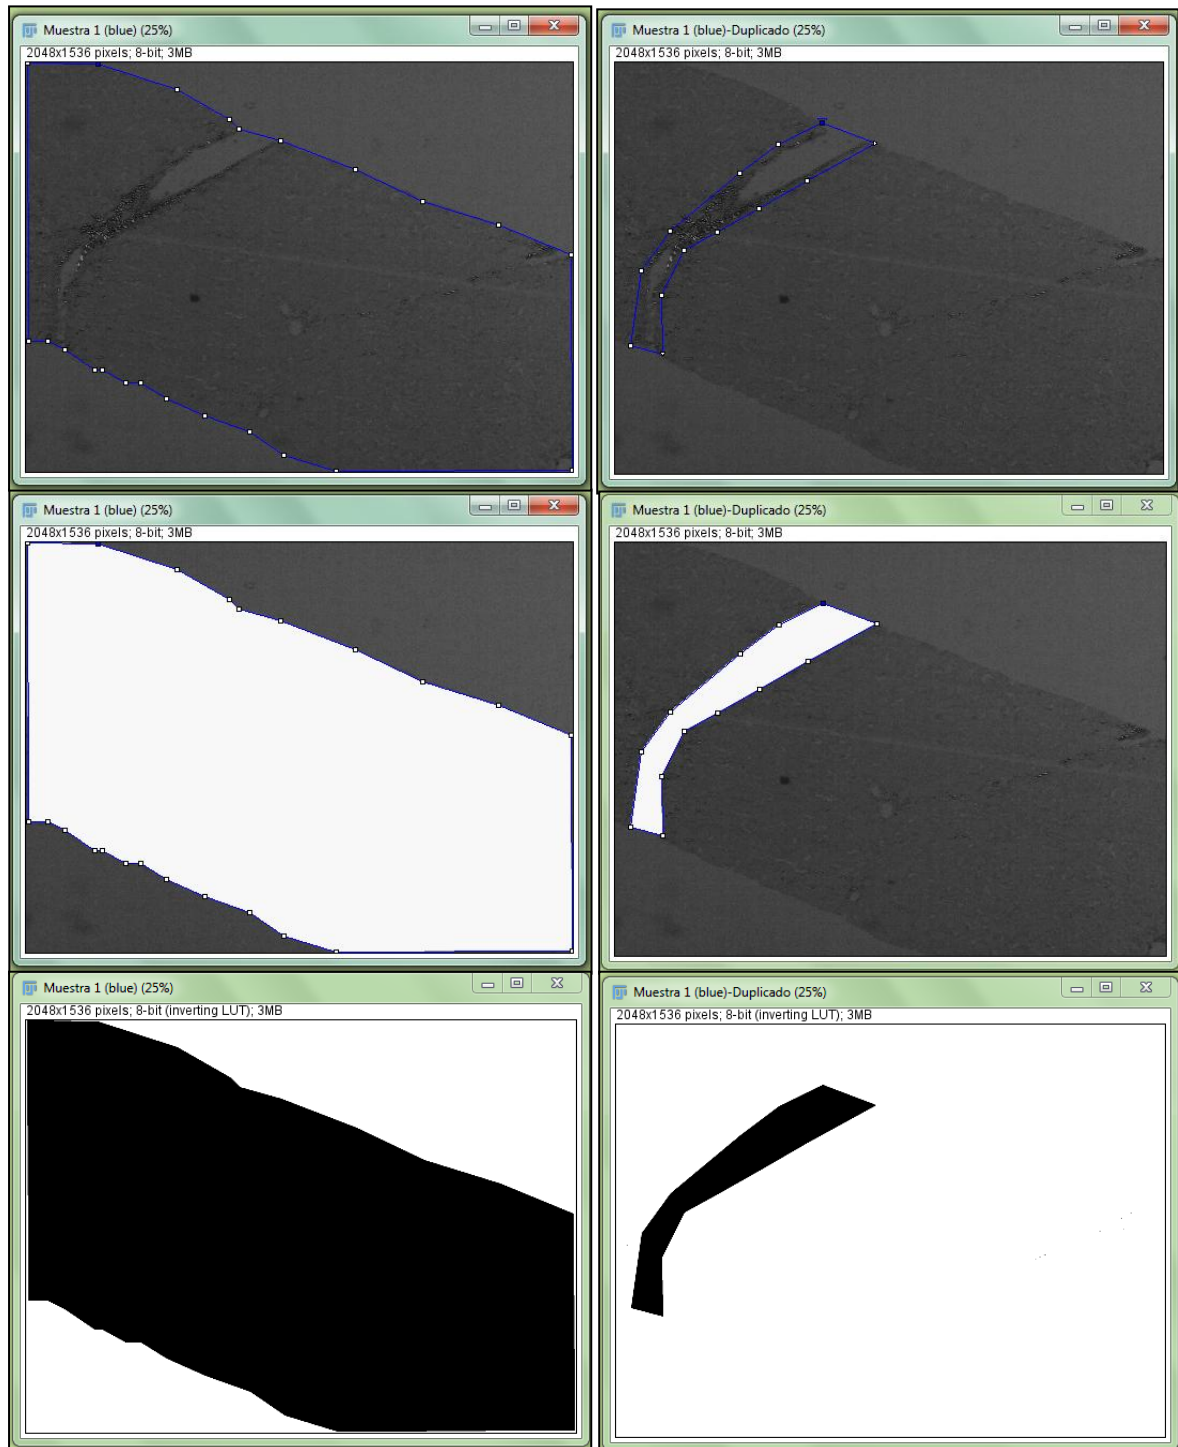 Muestra 1 (blue) (25%)
2048x1536 pixels; 8-bit; 3MB
Muestra 1 (blue)-Duplicado (25%)
2048x1536 pixels; 8-bit; 3MB
Muestra 1 (blue) (25%)
2048x1536 pixels; 8-bit; 3MB
Muestra 1 (blue)-Duplicado (25%)
2048x1536 pixels; 8-bit; 3MB
Muestra 1 (blue) (25%)
2048x1536 pixels; 8-bit (inverting LUT); 3MB
Muestra 1 (blue)-Duplicado (25%)
2048x1536 pixels; 8-bit (inverting LUT); 3MB